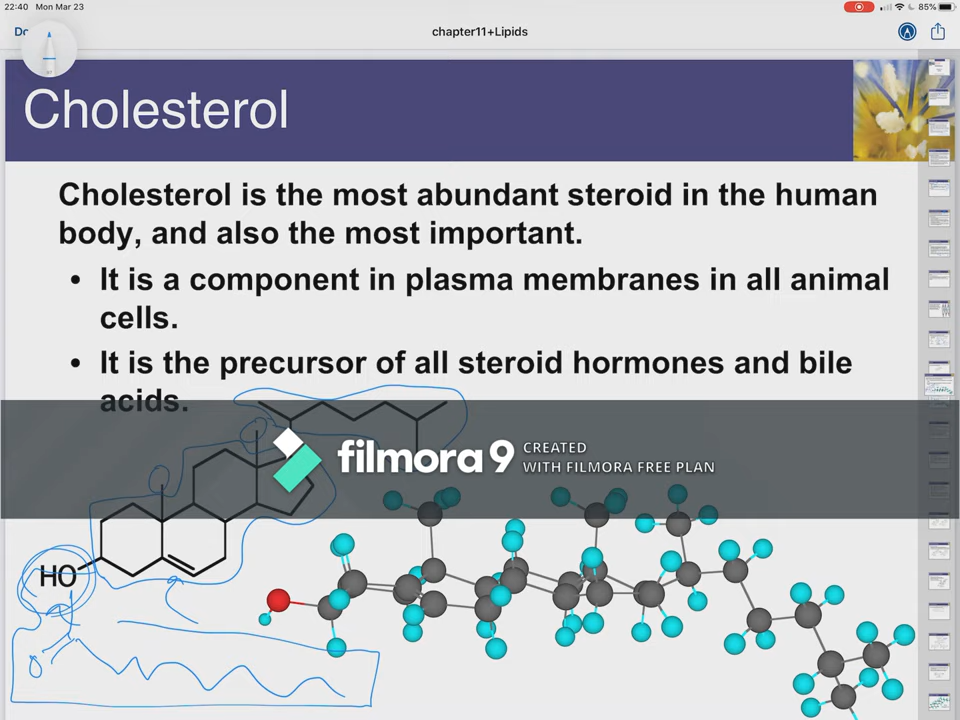 22:40 Mon Mar 23
85%
chapter11+Lipids
Cholesterol
Cholesterol is the most abundant steroid in the human
body, and also the most important.
• It is a component in plasma membranes in all animal
cells.
• It is the precursor of all steroid hormones and bile
acids.
filmora9
CREATED
WITH FILMORA FREE PLAN
HO
O